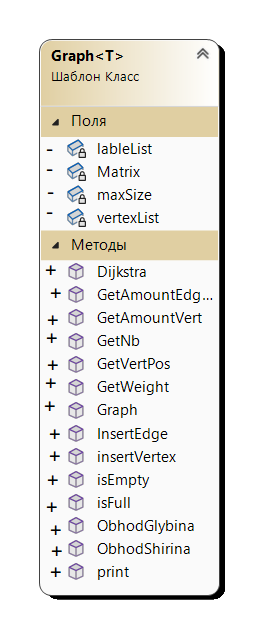 Graph<T>
Шаблон Класс
Поля
- lableList
- Matrix
- maxSize
- vertexList
Методы
+ Dijkstra
+ GetAmountEdg...
+ GetAmountVert
+ GetNb
+ GetVertPos
+ GetWeight
+ Graph
+ InsertEdge
+ insertVertex
+ isEmpty
+ isFull
+ ObhodGlybina
+ ObhodShirina
+ print